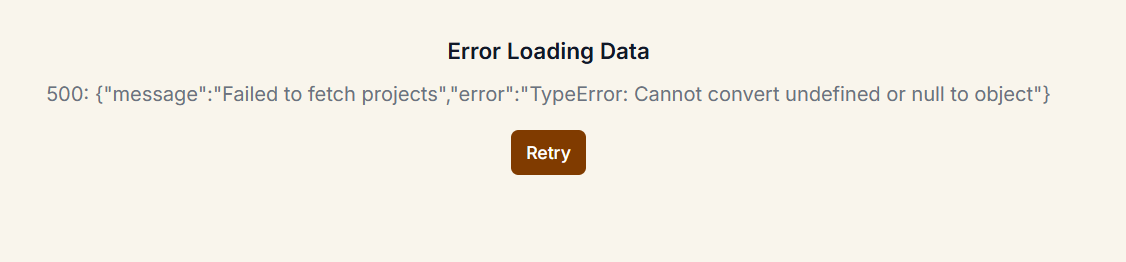 Error Loading Data
500: {"message":"Failed to fetch projects","error":"TypeError: Cannot convert undefined or null to object"}
Retry